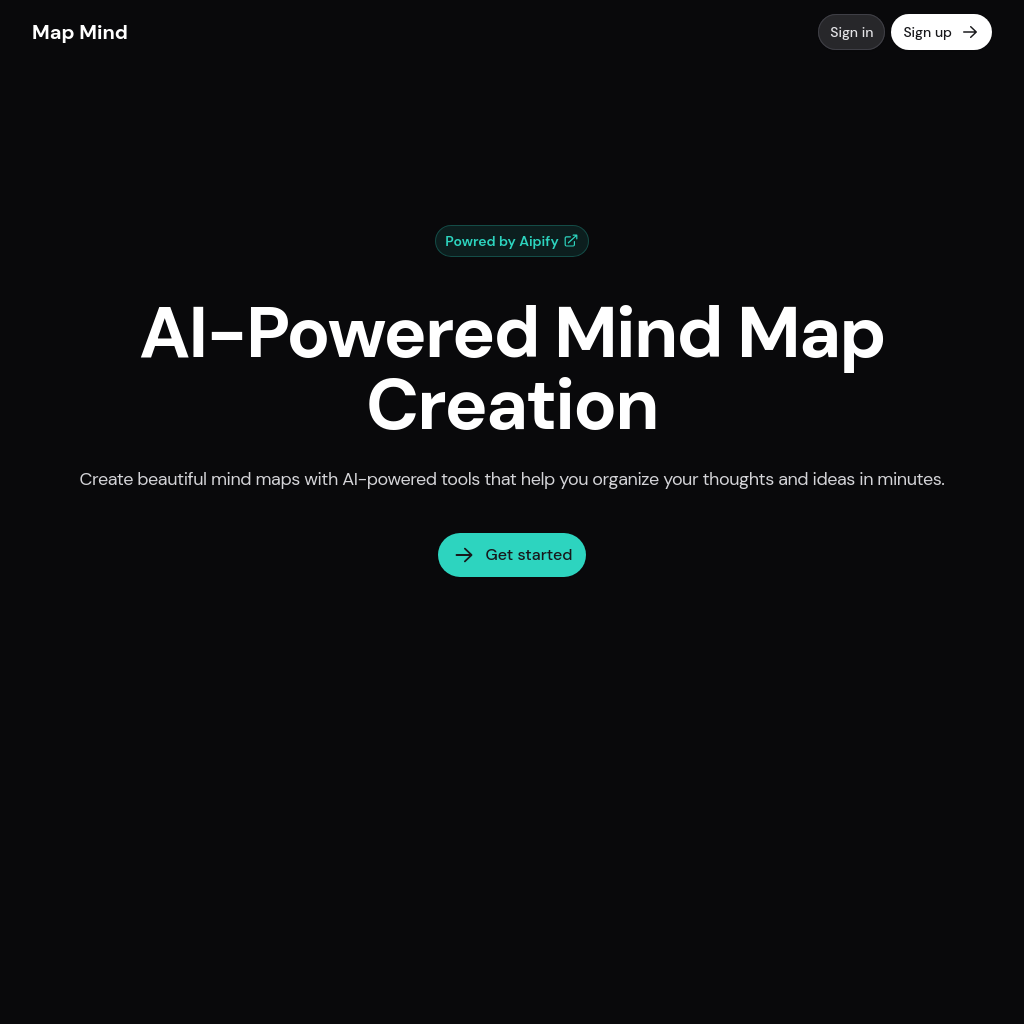 Map Mind
Sign in
Sign up
Powred by Aipify
AI-Powered Mind Map
Creation
Create beautiful mind maps with AI-powered tools that help you organize your thoughts and ideas in minutes.
Get started